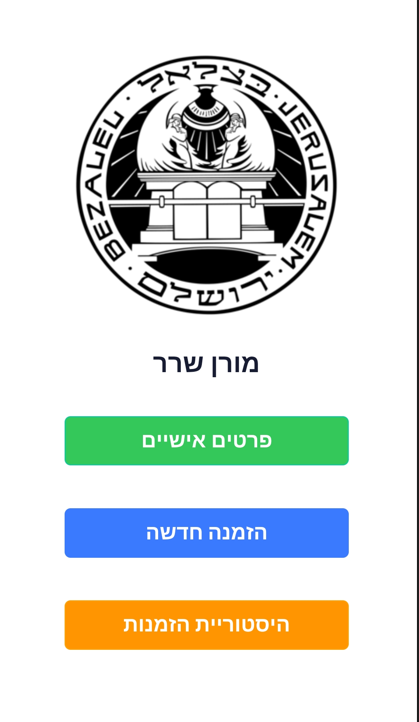 בצלאל
JERUSALEM
BEZALEL
ירושלם
מורן שרר
פרטים אישיים
הזמנה חדשה
היסטוריית הזמנות